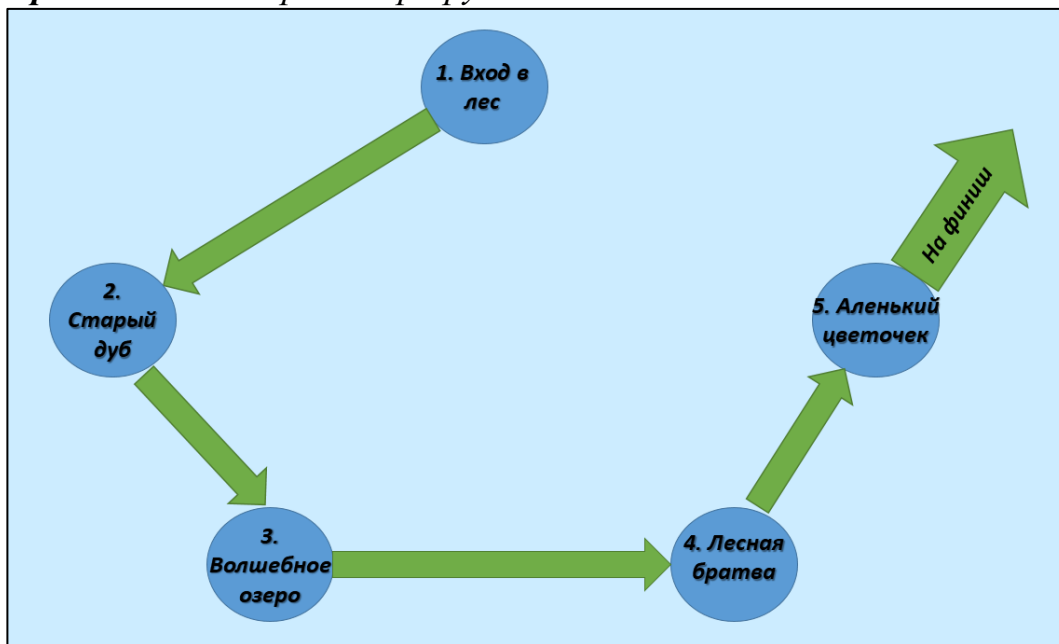 1. Вход в
лес
2.
Старый
дуб
3.
Волшебное
озеро
4. Лесная
братва
5. Аленький
цветочек
На финиш